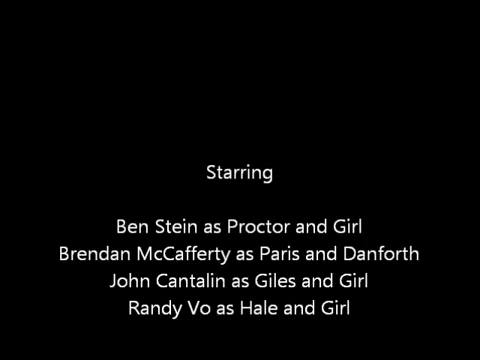 Starring
Ben Stein as Proctor and Girl
Brendan McCafferty as Paris and Danforth
John Cantalin as Giles and Girl
Randy Vo as Hale and Girl